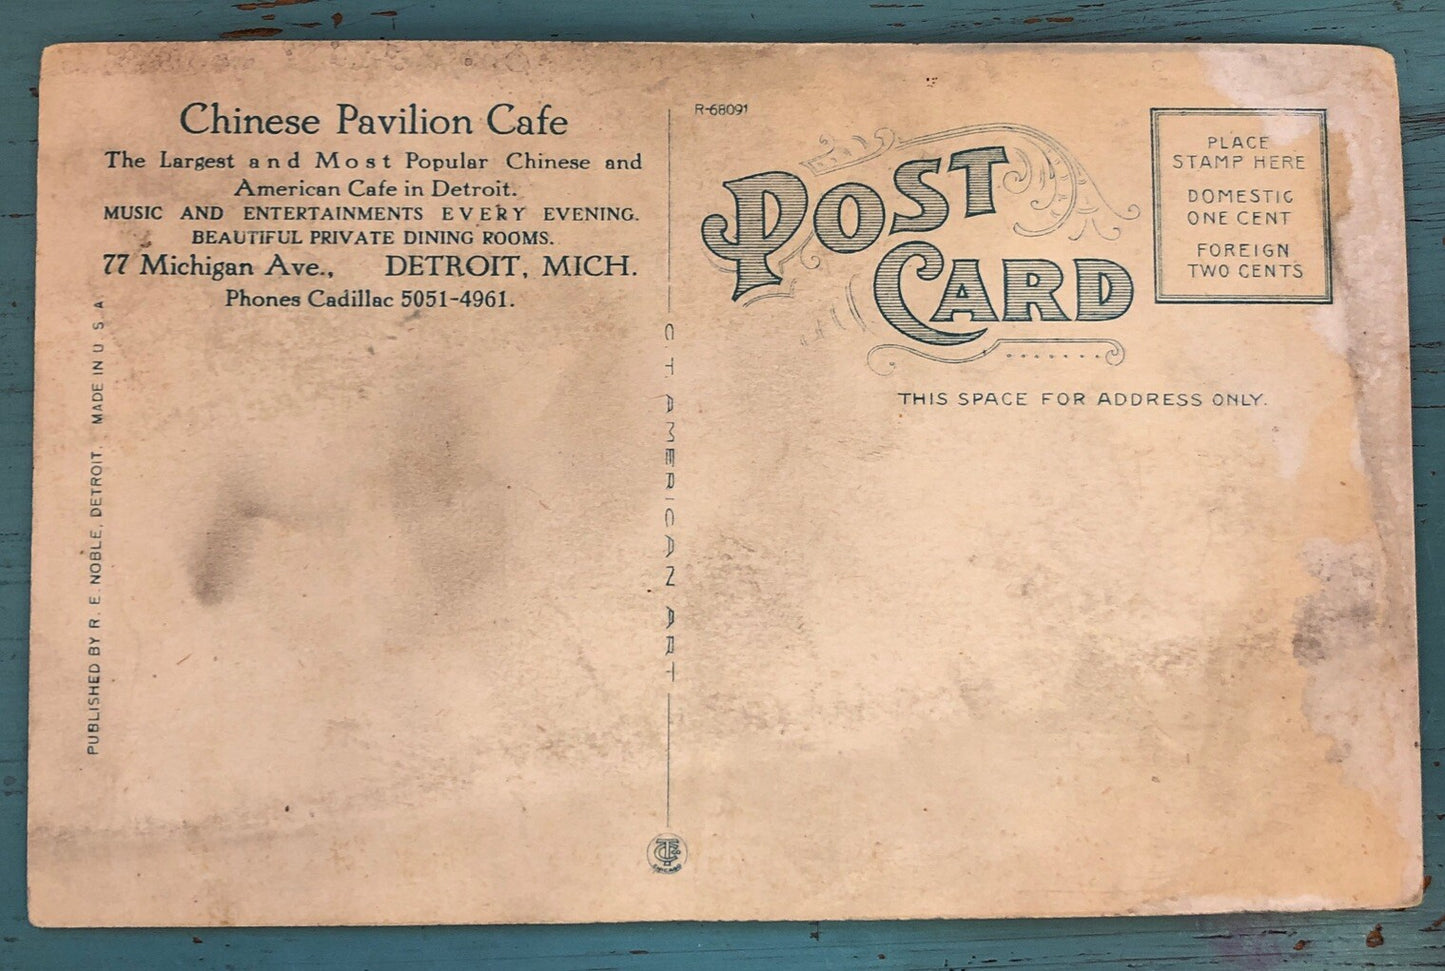 Chinese Pavilion Cafe
The Largest and Most Popular Chinese and
American Cafe in Detroit.
MUSIC AND ENTERTAINMENTS EVERY EVENING.
BEAUTIFUL PRIVATE DINING ROOMS.
77 Michigan Ave., DETROIT, MICH.
Phones Cadillac 5051-4961.
PUBLISHED BY R. E. NOBLE, DETROIT. MADE IN U. S. A
C. T. AMERICAN ART
CHICAGO
R-68091
POST
CARD
PLACE
STAMP HERE
DOMESTIC
ONE CENT
FOREIGN
TWO CENTS
THIS SPACE FOR ADDRESS ONLY.